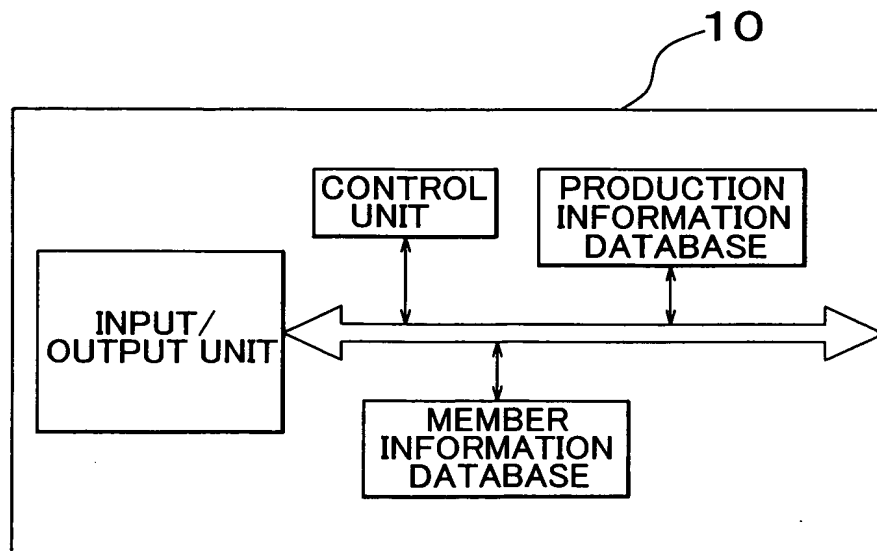 10
CONTROL
UNIT
PRODUCTION
INFORMATION
DATABASE
INPUT/
OUTPUT UNIT
MEMBER
INFORMATION
DATABASE